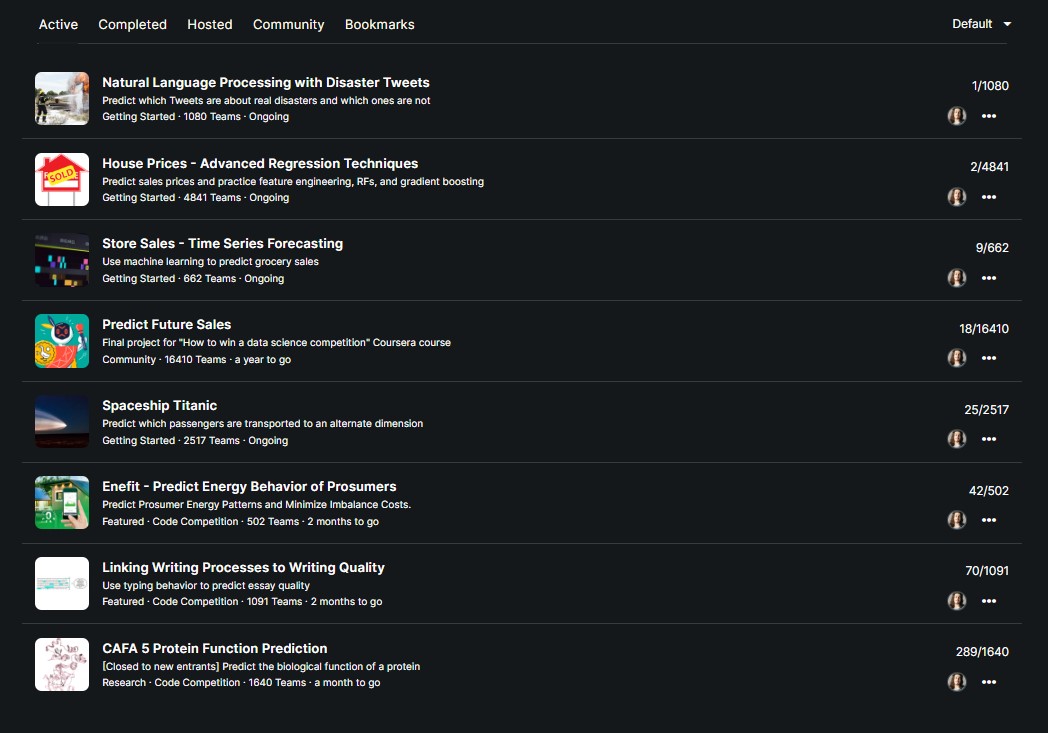 Active Completed Hosted Community Bookmarks Default
Natural Language Processing with Disaster Tweets
1/1080
Predict which Tweets are about real disasters and which ones are not
Getting Started · 1080 Teams · Ongoing
House Prices - Advanced Regression Techniques
2/4841
Predict sales prices and practice feature engineering, RFs, and gradient boosting
Getting Started · 4841 Teams · Ongoing
SOLD
Store Sales - Time Series Forecasting
9/662
Use machine learning to predict grocery sales
Getting Started · 662 Teams · Ongoing
Predict Future Sales
18/16410
Final project for "How to win a data science competition" Coursera course
Community · 16410 Teams · a year to go
Spaceship Titanic
25/2517
Predict which passengers are transported to an alternate dimension
Getting Started · 2517 Teams · Ongoing
Enefit - Predict Energy Behavior of Prosumers
42/502
Predict Prosumer Energy Patterns and Minimize Imbalance Costs.
Featured · Code Competition · 502 Teams · 2 months to go
Linking Writing Processes to Writing Quality
70/1091
Use typing behavior to predict essay quality
Featured · Code Competition · 1091 Teams · 2 months to go
CAFA 5 Protein Function Prediction
289/1640
[Closed to new entrants] Predict the biological function of a protein
Research · Code Competition · 1640 Teams · a month to go